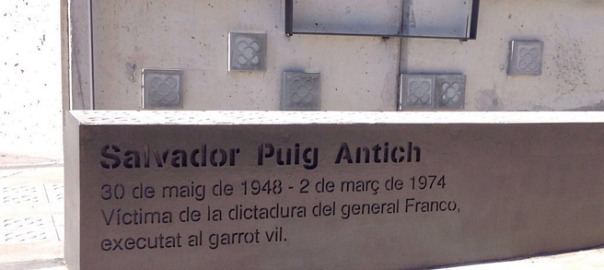 Salvador Puig Antich
30 de maig de 1948 - 2 de març de 1974
Víctima de la dictadura del general Franco,
executat al garrot vil.